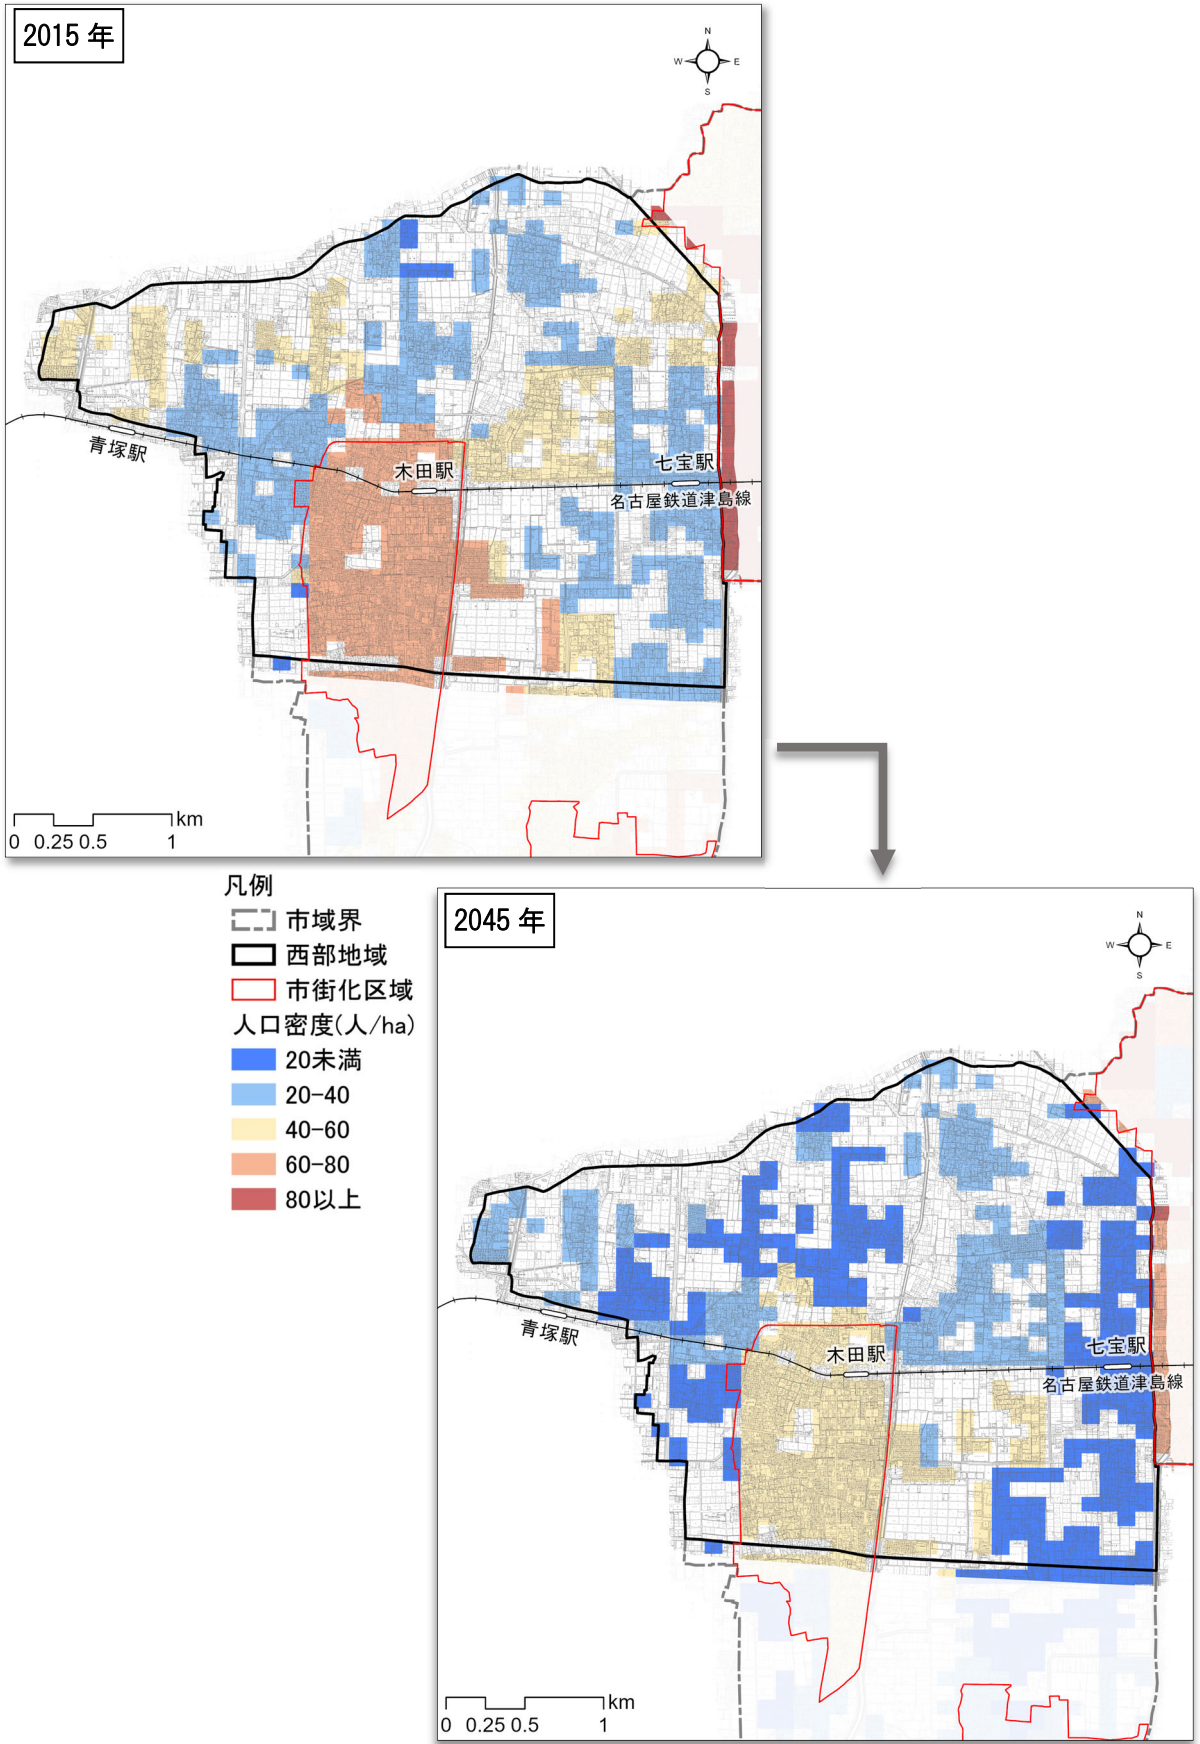 2015 年
N
W
E
S
青塚駅
木田駅
七宝駅
名古屋鉄道津島線
km
0 0.25 0.5 1
凡例
市域界
西部地域
市街化区域
人口密度(人/ha)
20未満
20-40
40-60
60-80
80以上
2045 年
N
W
E
S
青塚駅
木田駅
七宝駅
名古屋鉄道津島線
km
0 0.25 0.5 1